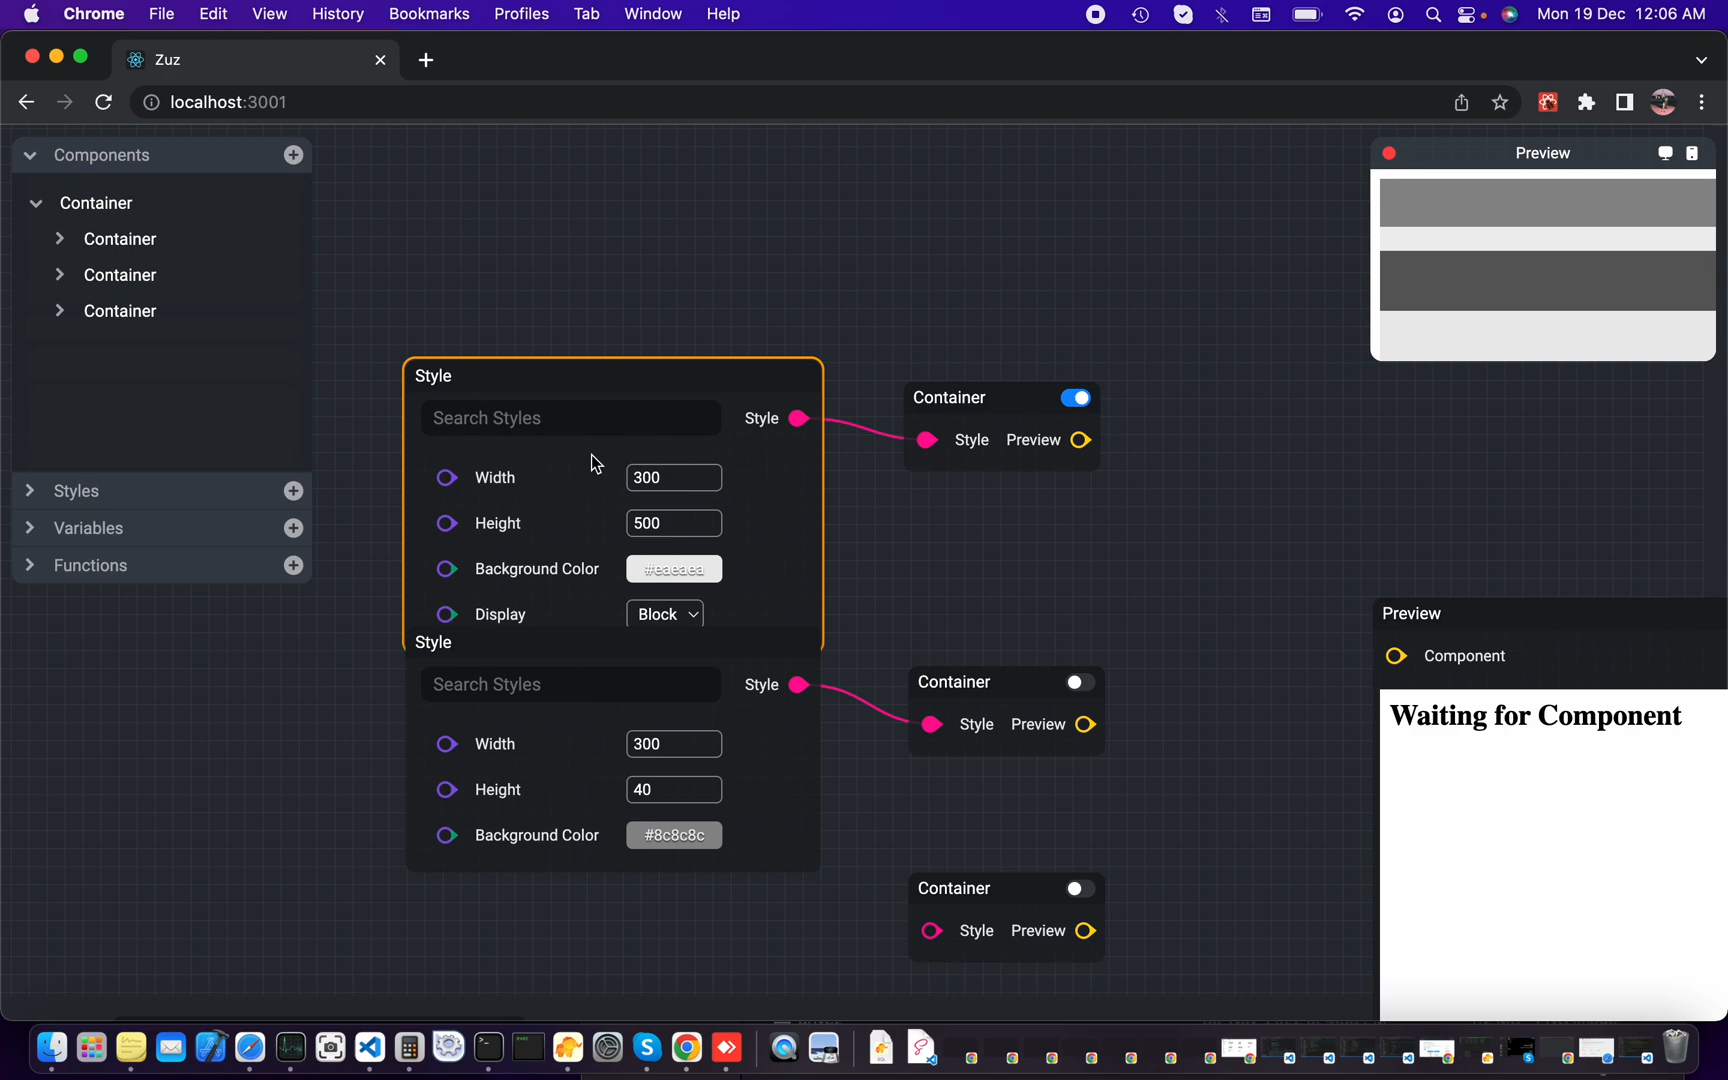 Chrome File Edit View History Bookmarks Profiles Tab Window Help Mon 19 Dec 12:06 AM
Zuz
localhost:3001
Components
Container
Container
Container
Container
Styles
Variables
Functions
Style
Search Styles
Style
Width 300
Height 500
Background Color #eaeaea
Display Block
Style
Search Styles
Style
Width 300
Height 40
Background Color #8c8c8c
Container
Style Preview
Container
Style Preview
Container
Style Preview
Preview
Preview
Component
Waiting for Component